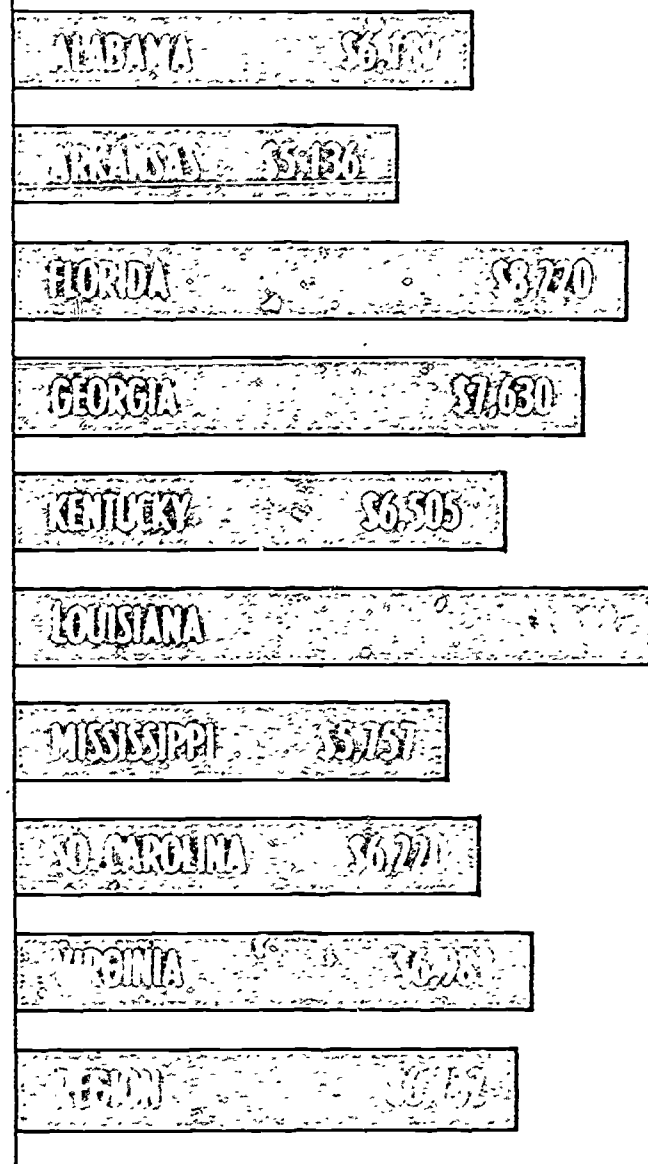 ALABAMA
ARKANSAS $5,136
FLORIDA $8,220
GEORGIA $7,630
KENTUCKY $6,505
LOUISIANA
MISSISSIPPI $5,757
SO. CAROLINA $6,221
VIRGINIA
REGION